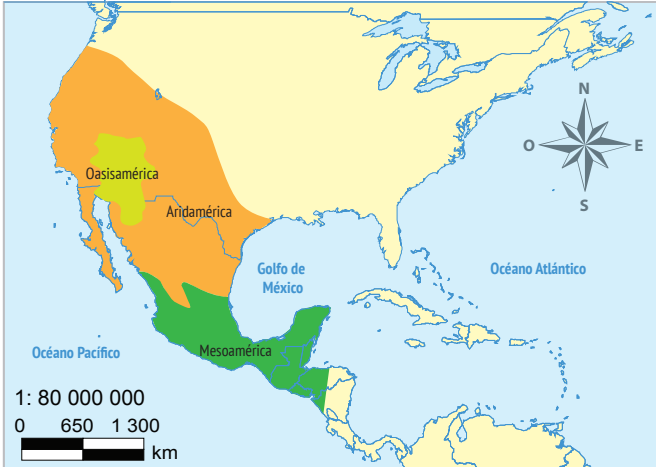 N
O
E
S
Oasisamérica
Aridamérica
Golfo de
México
Océano Atlántico
Océano Pacífico
Mesoamérica
1: 80 000 000
0 650 1 300
km